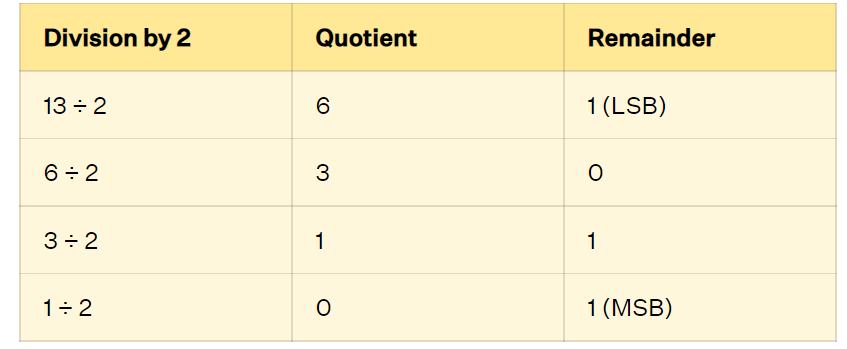 Division by 2 Quotient Remainder
13 ÷ 2 6 1 (LSB)
6 ÷ 2 3 0
3 ÷ 2 1 1
1 ÷ 2 0 1 (MSB)